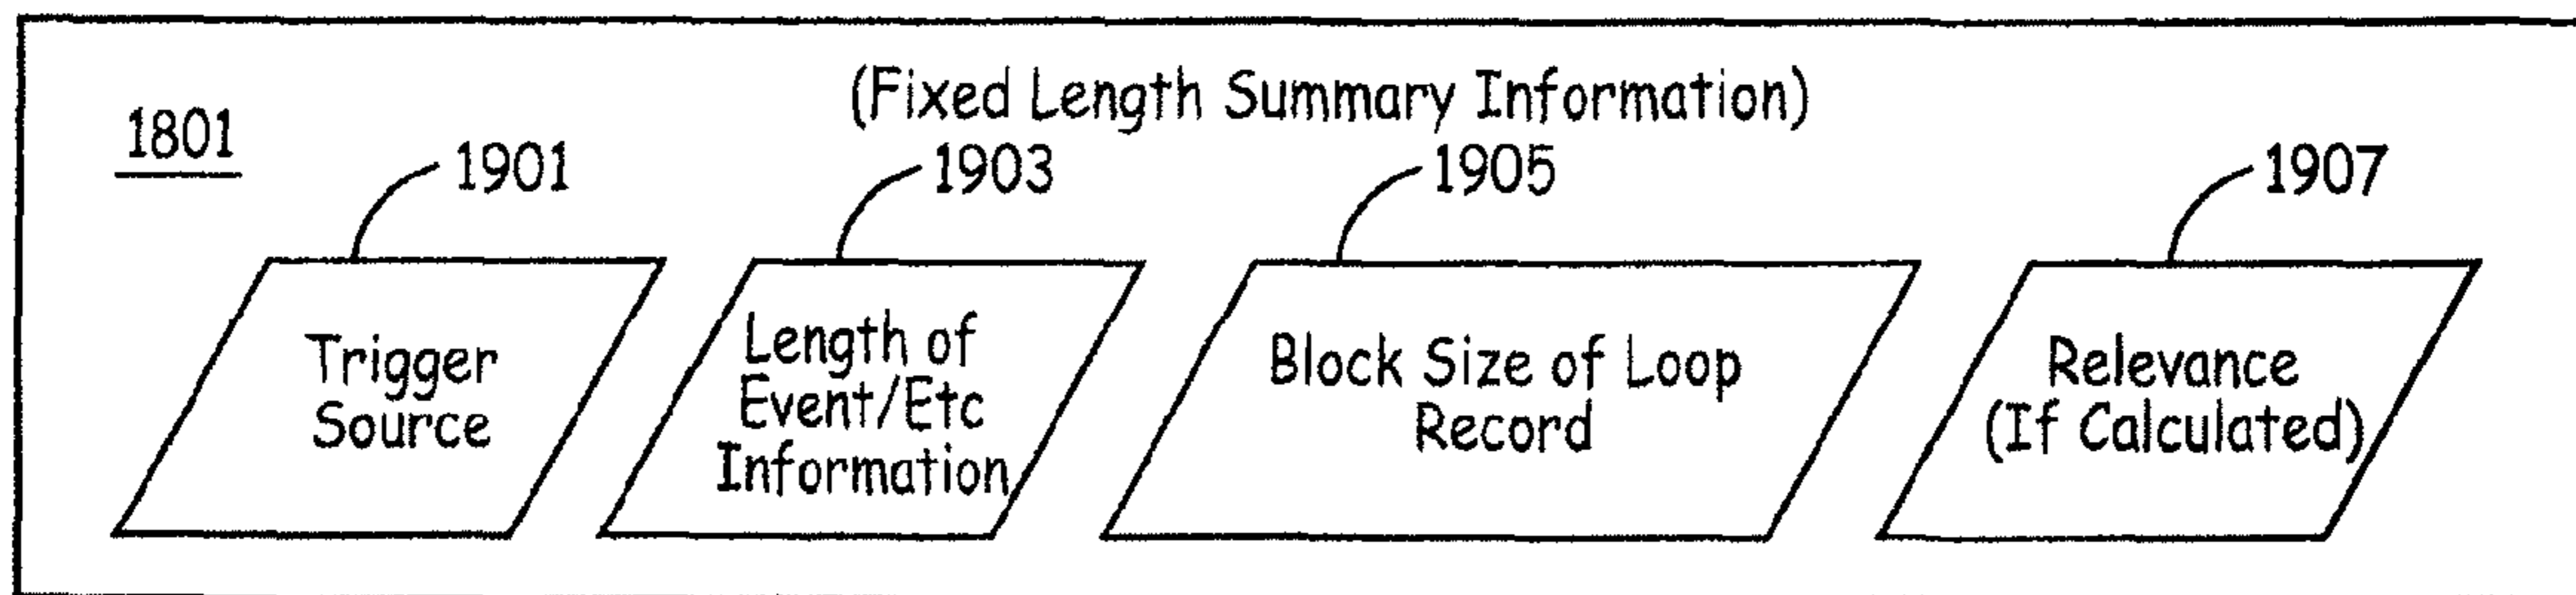 (Fixed Length Summary Information)
1801
1901
1903
1905
1907
Trigger
Source
Length of
Event/Etc
Information
Block Size of Loop
Record
Relevance
(If Calculated)